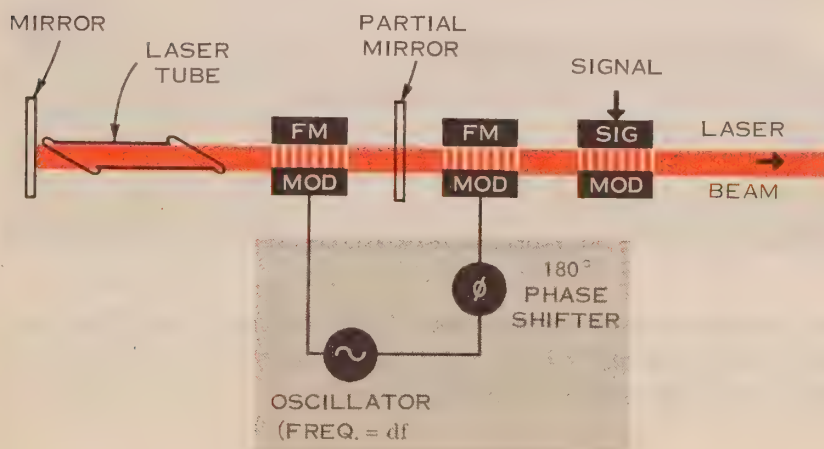 MIRROR
LASER
TUBE
PARTIAL
MIRROR
SIGNAL
FM
MOD
FM
MOD
SIG
MOD
LASER
BEAM
φ
180°
PHASE
SHIFTER
OSCILLATOR
(FREQ. = df